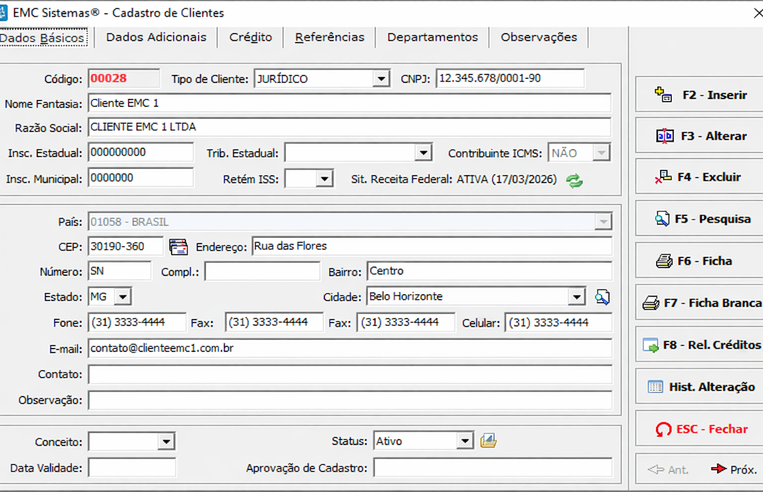 EMC Sistemas® - Cadastro de Clientes
Dados Básicos Dados Adicionais Crédito Referências Departamentos Observações
Código: 00028 Tipo de Cliente: JURÍDICO CNPJ: 12.345.678/0001-90
Nome Fantasia: Cliente EMC 1
Razão Social: CLIENTE EMC 1 LTDA
Insc. Estadual: 000000000 Trib. Estadual: Contribuinte ICMS: NÃO
Insc. Municipal: 0000000 Retém ISS: Sit. Receita Federal: ATIVA (17/03/2026)
País: 01058 - BRASIL
CEP: 30190-360 Endereço: Rua das Flores
Número: SN Compl.: Bairro: Centro
Estado: MG Cidade: Belo Horizonte
Fone: (31) 3333-4444 Fax: (31) 3333-4444 Fax: (31) 3333-4444 Celular: (31) 3333-4444
E-mail: contato@clienteemc1.com.br
Contato:
Observação:
Conceito: Status: Ativo
Data Validade: Aprovação de Cadastro:
F2 - Inserir
F3 - Alterar
F4 - Excluir
F5 - Pesquisa
F6 - Ficha
F7 - Ficha Branca
F8 - Rel. Créditos
Hist. Alteração
ESC - Fechar
Ant. Próx.